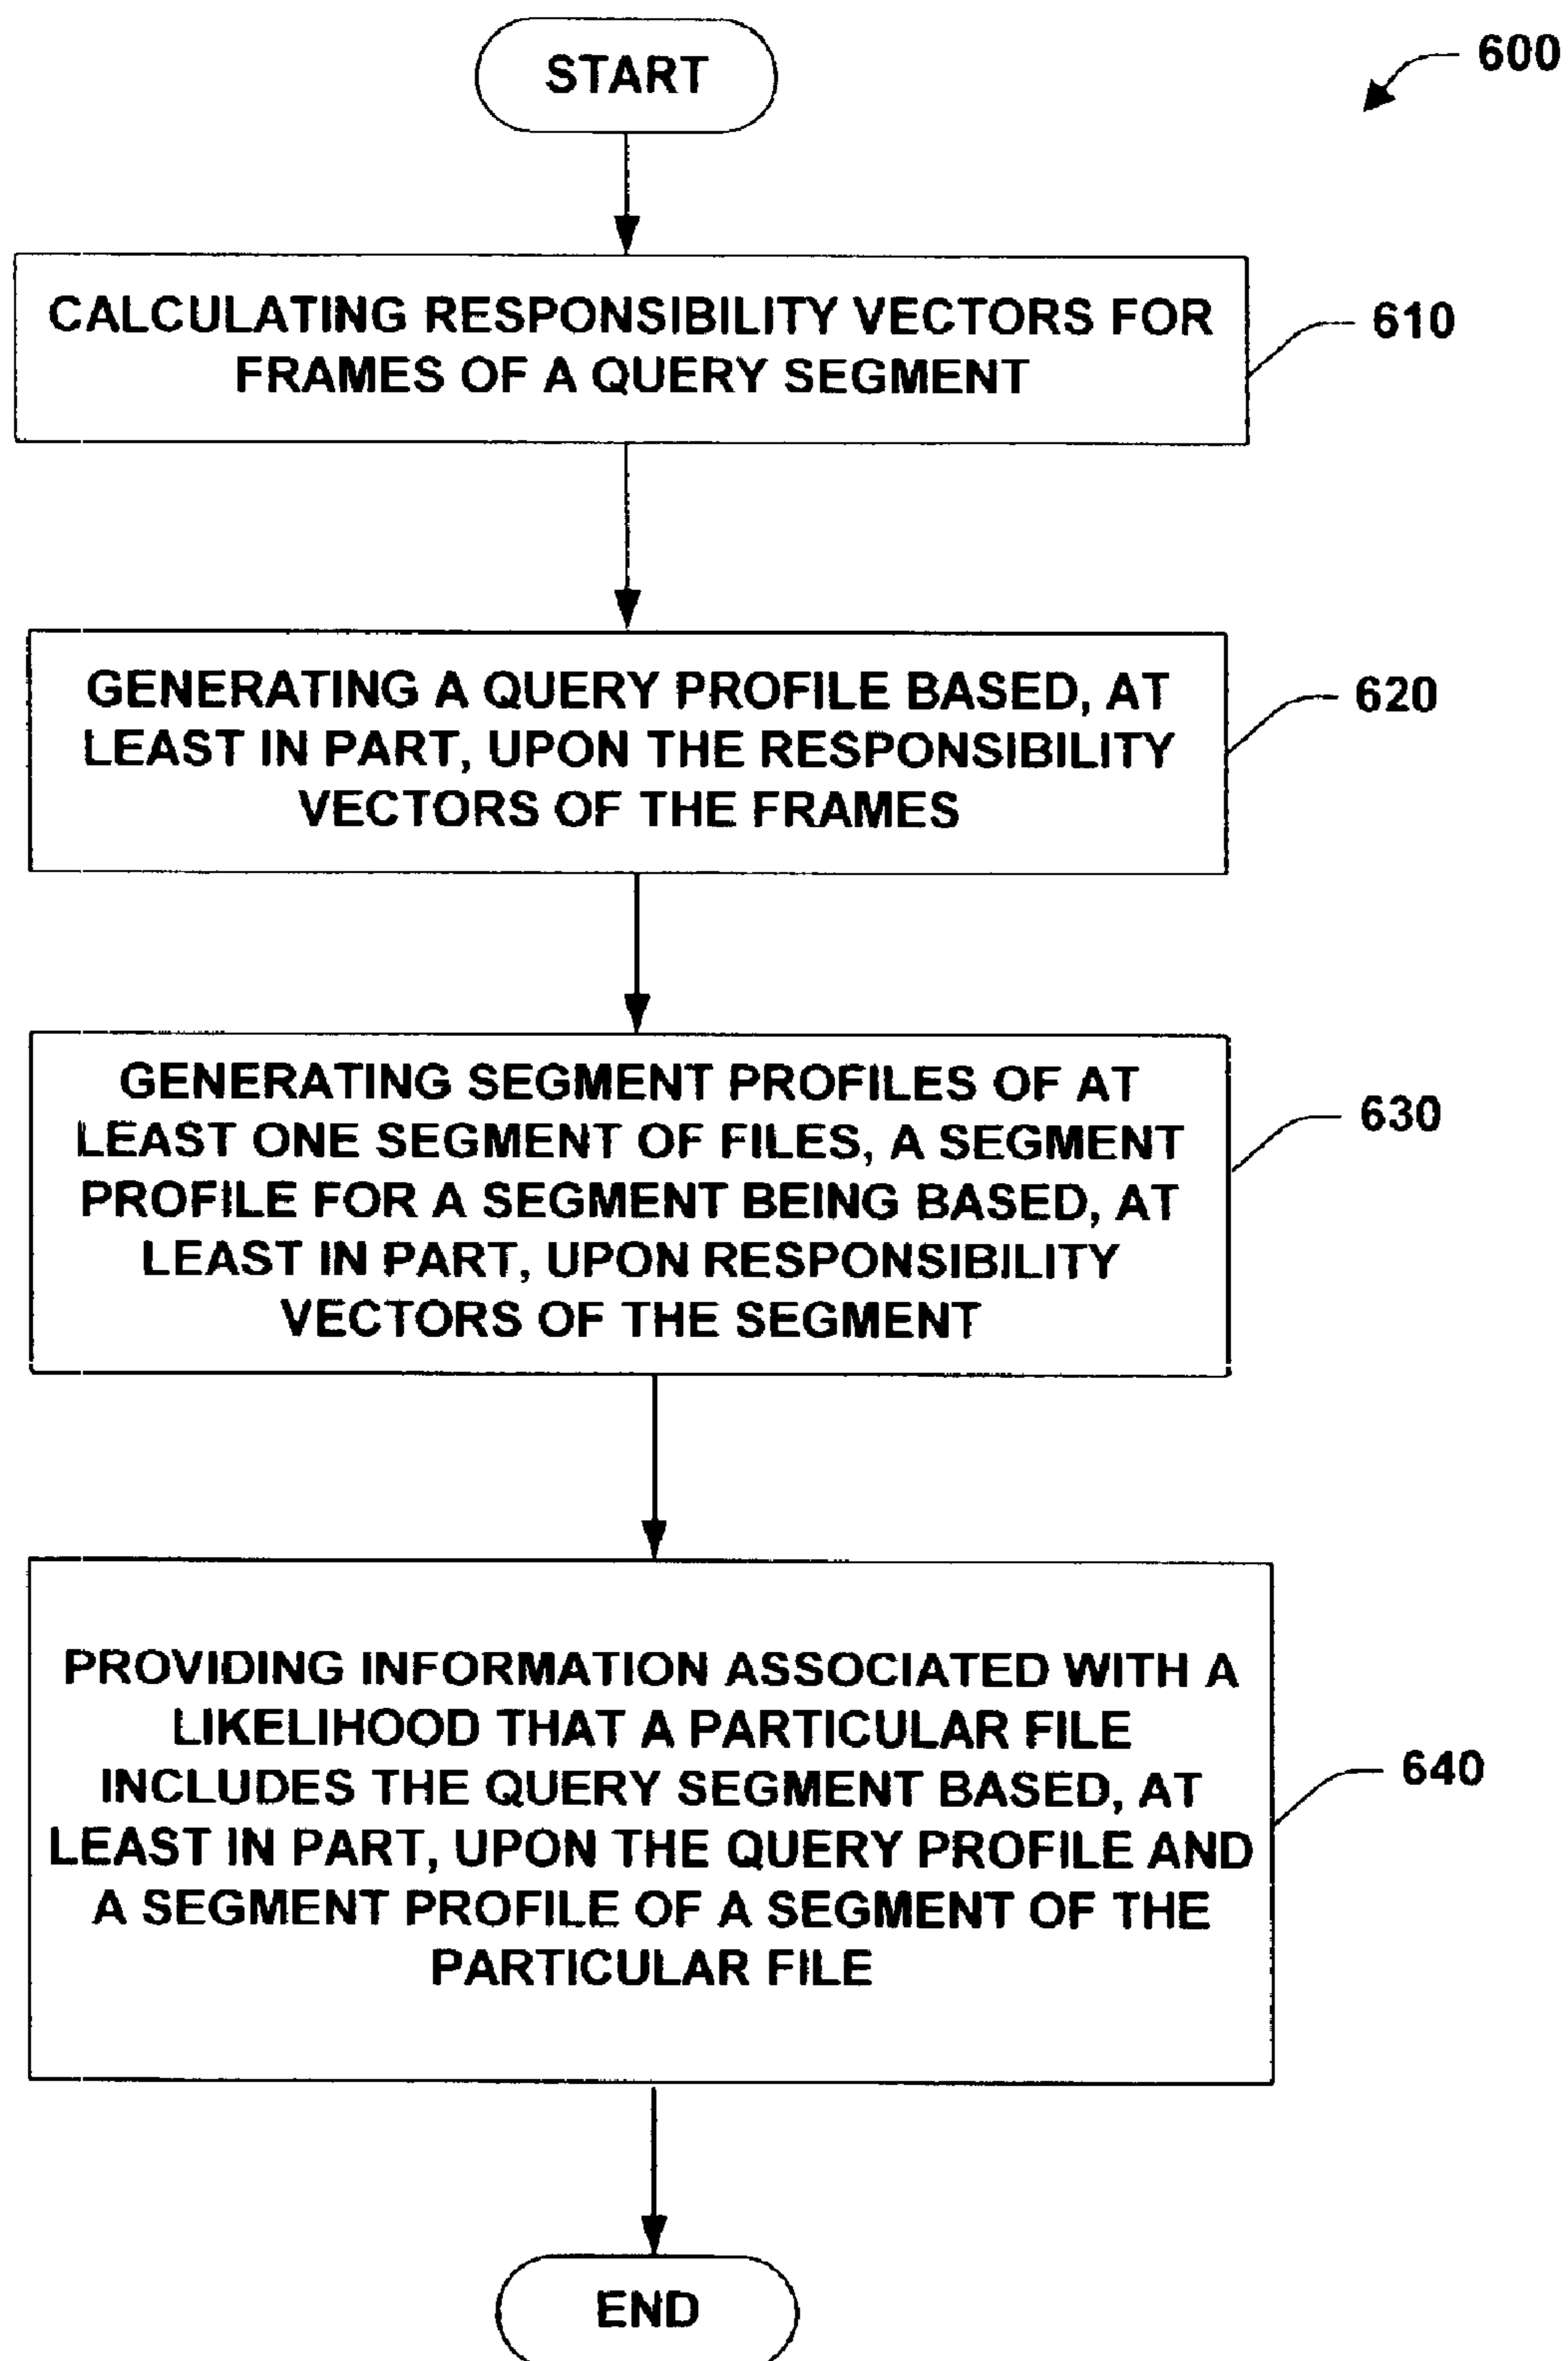 START
600
CALCULATING RESPONSIBILITY VECTORS FOR
FRAMES OF A QUERY SEGMENT
610
GENERATING A QUERY PROFILE BASED, AT
LEAST IN PART, UPON THE RESPONSIBILITY
VECTORS OF THE FRAMES
620
GENERATING SEGMENT PROFILES OF AT
LEAST ONE SEGMENT OF FILES, A SEGMENT
PROFILE FOR A SEGMENT BEING BASED, AT
LEAST IN PART, UPON RESPONSIBILITY
VECTORS OF THE SEGMENT
630
PROVIDING INFORMATION ASSOCIATED WITH A
LIKELIHOOD THAT A PARTICULAR FILE
INCLUDES THE QUERY SEGMENT BASED, AT
LEAST IN PART, UPON THE QUERY PROFILE AND
A SEGMENT PROFILE OF A SEGMENT OF THE
PARTICULAR FILE
640
END